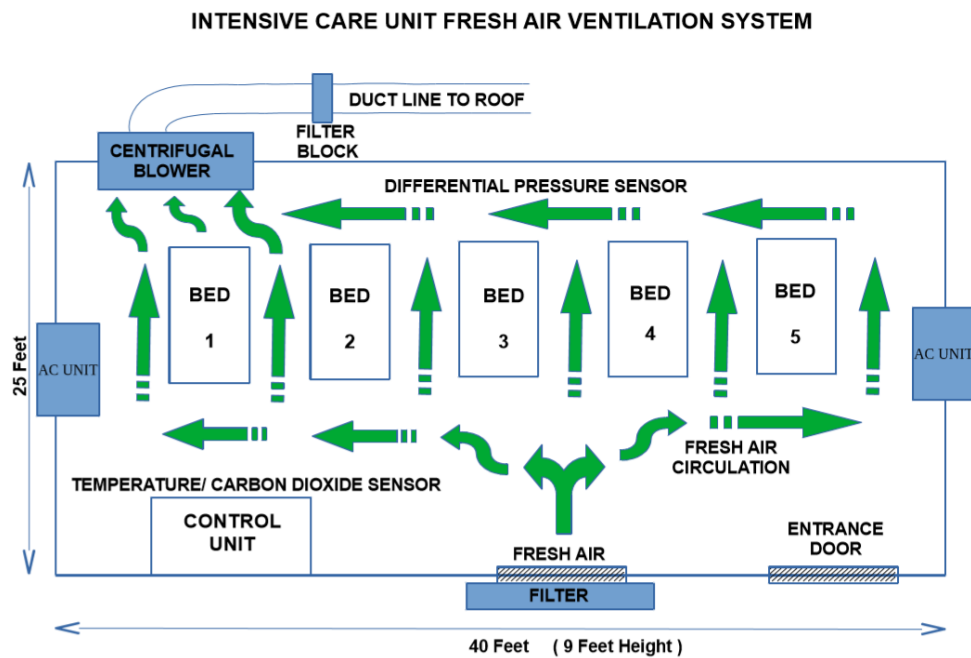 INTENSIVE CARE UNIT FRESH AIR VENTILATION SYSTEM
DUCT LINE TO ROOF
FILTER
BLOCK
CENTRIFUGAL
BLOWER
DIFFERENTIAL PRESSURE SENSOR
BED
1
BED
2
BED
3
BED
4
BED
5
AC UNIT
AC UNIT
25 Feet
FRESH AIR
CIRCULATION
TEMPERATURE/ CARBON DIOXIDE SENSOR
CONTROL
UNIT
FRESH AIR
FILTER
ENTRANCE
DOOR
40 Feet ( 9 Feet Height )